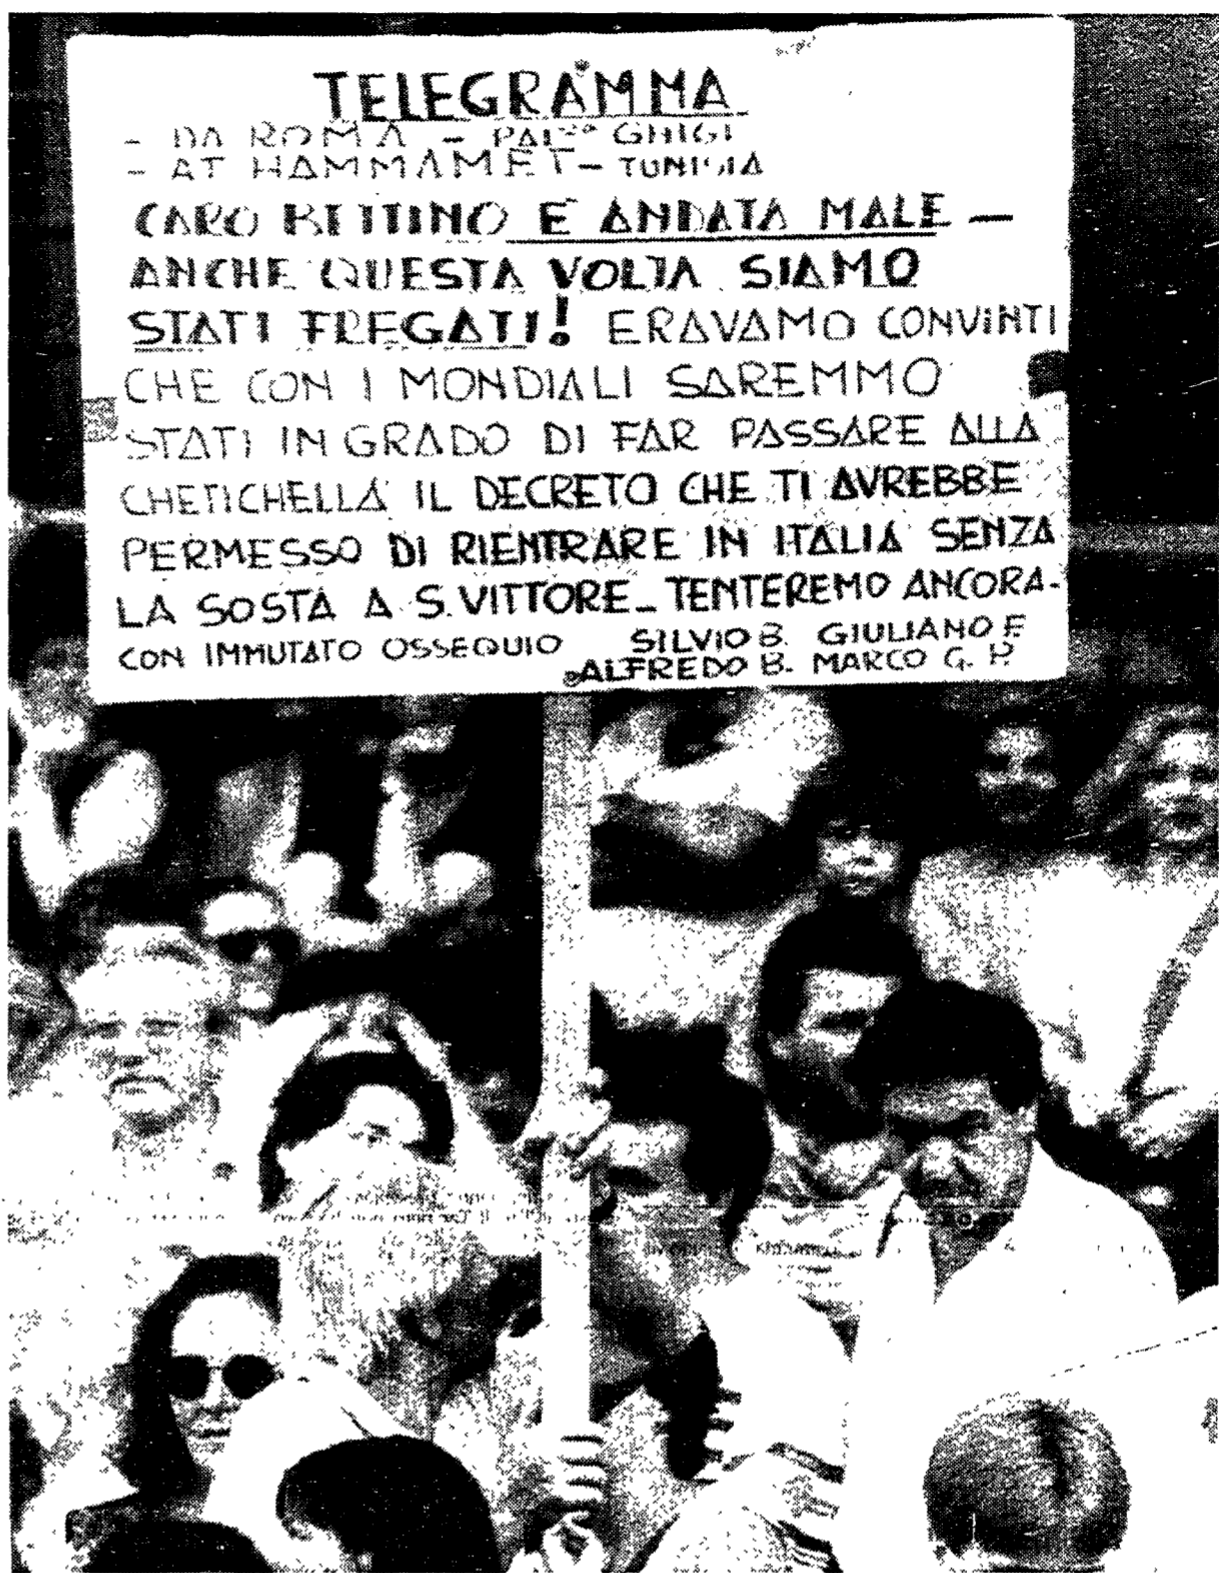 TELEGRAMMA
- DA ROMA - PAL.ZO GHIGI
- AT HAMMAMET - TUNISIA
CARO BETTINO E' ANDATA MALE -
ANCHE QUESTA VOLTA SIAMO
STATI FREGATI! ERAVAMO CONVINTI
CHE CON I MONDIALI SAREMMO
STATI IN GRADO DI FAR PASSARE ALLA
CHETICHELLA IL DECRETO CHE TI AVREBBE
PERMESSO DI RIENTRARE IN ITALIA SENZA
LA SOSTA A S. VITTORE - TENTEREMO ANCORA -
CON IMMUTATO OSSEQUIO SILVIO B. GIULIANO F.
ALFREDO B. MARCO G. P.